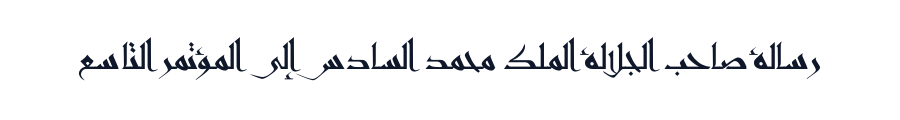 رسالة صاحب الجلالة الملك محمد السادس إلى المؤتمر التاسع